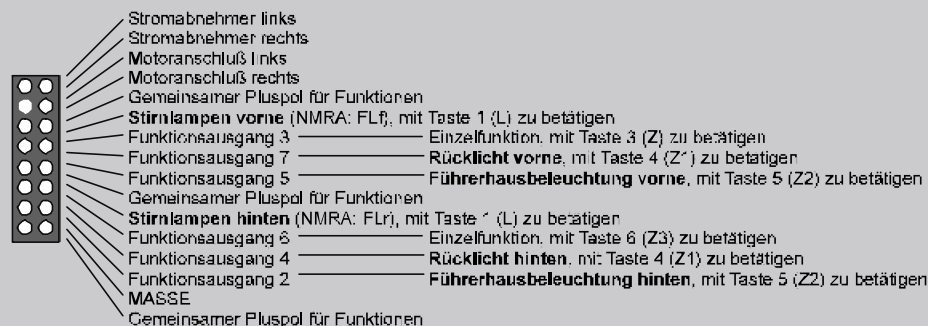 Stromabnehmer links
Stromabnehmer rechts
Motoranschluß links
Motoranschluß rechts
Gemeinsamer Pluspol für Funktionen
Stirnlampen vorne (NMRA: FLf), mit Taste 1 (L) zu betätigen
Funktionsausgang 3 Einzelfunktion, mit Taste 3 (Z) zu betätigen
Funktionsausgang 7 Rücklicht vorne, mit Taste 4 (Z1) zu betätigen
Funktionsausgang 5 Führerhausbeleuchtung vorne, mit Taste 5 (Z2) zu betätigen
Gemeinsamer Pluspol für Funktionen
Stirnlampen hinten (NMRA: FLr), mit Taste 1 (L) zu betätigen
Funktionsausgang 6 Einzelfunktion, mit Taste 6 (Z3) zu betätigen
Funktionsausgang 4 Rücklicht hinten, mit Taste 4 (Z1) zu betätigen
Funktionsausgang 2 Führerhausbeleuchtung hinten, mit Taste 5 (Z2) zu betätigen
MASSE
Gemeinsamer Pluspol für Funktionen